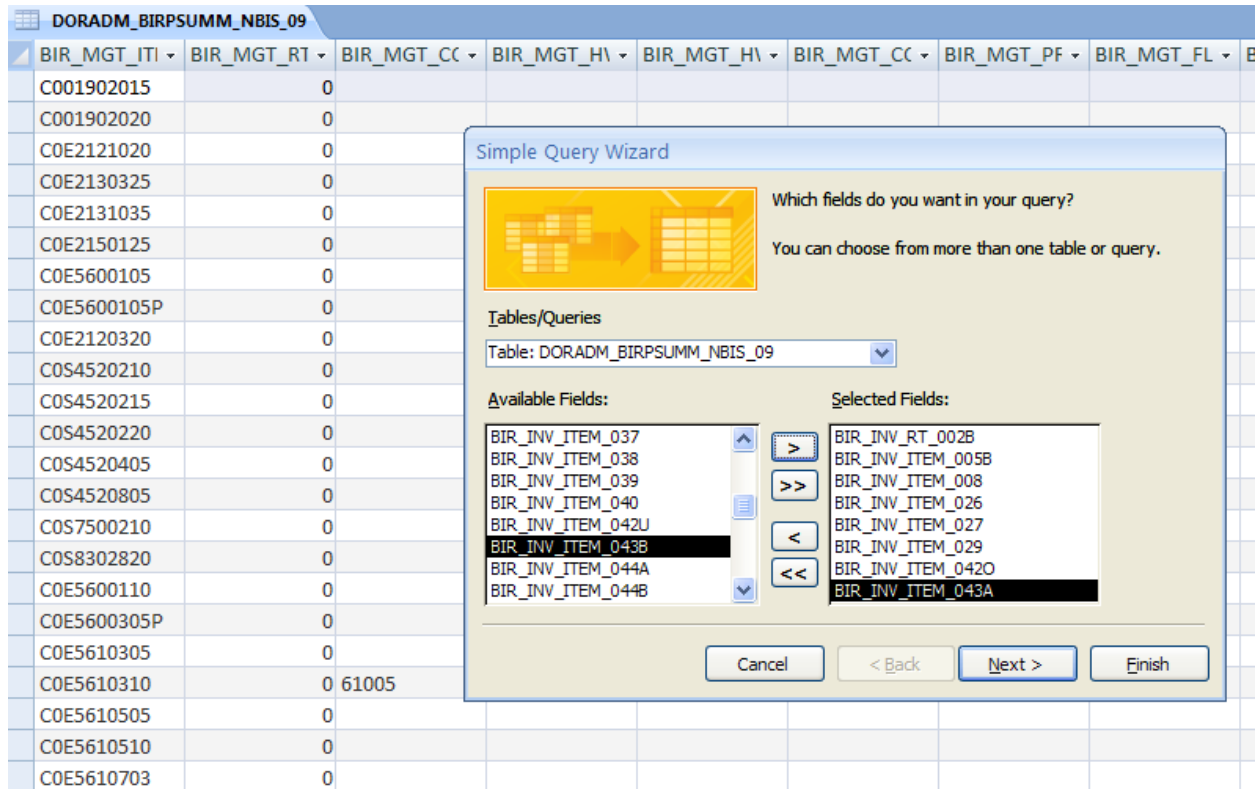 DORADM_BIRPSUMM_NBIS_09
BIR_MGT_ITI BIR_MGT_RT BIR_MGT_CC BIR_MGT_HV BIR_MGT_HV BIR_MGT_CC BIR_MGT_PF BIR_MGT_FL B
C001902015 0
C001902020 0
C0E2121020 0
C0E2130325 0
C0E2131035 0
C0E2150125 0
C0E5600105 0
C0E5600105P 0
C0E2120320 0
C0S4520210 0
C0S4520215 0
C0S4520220 0
C0S4520405 0
C0S4520805 0
C0S7500210 0
C0S8302820 0
C0E5600110 0
C0E5600305P 0
C0E5610305 0
C0E5610310 0 61005
C0E5610505 0
C0E5610510 0
C0E5610703 0
Simple Query Wizard
Which fields do you want in your query?
You can choose from more than one table or query.
Tables/Queries
Table: DORADM_BIRPSUMM_NBIS_09
Available Fields:
BIR_INV_ITEM_037
BIR_INV_ITEM_038
BIR_INV_ITEM_039
BIR_INV_ITEM_040
BIR_INV_ITEM_042U
BIR_INV_ITEM_043B
BIR_INV_ITEM_044A
BIR_INV_ITEM_044B
>
>>
<
<<
Selected Fields:
BIR_INV_RT_002B
BIR_INV_ITEM_005B
BIR_INV_ITEM_008
BIR_INV_ITEM_026
BIR_INV_ITEM_027
BIR_INV_ITEM_029
BIR_INV_ITEM_042O
BIR_INV_ITEM_043A
Cancel < Back Next > Finish